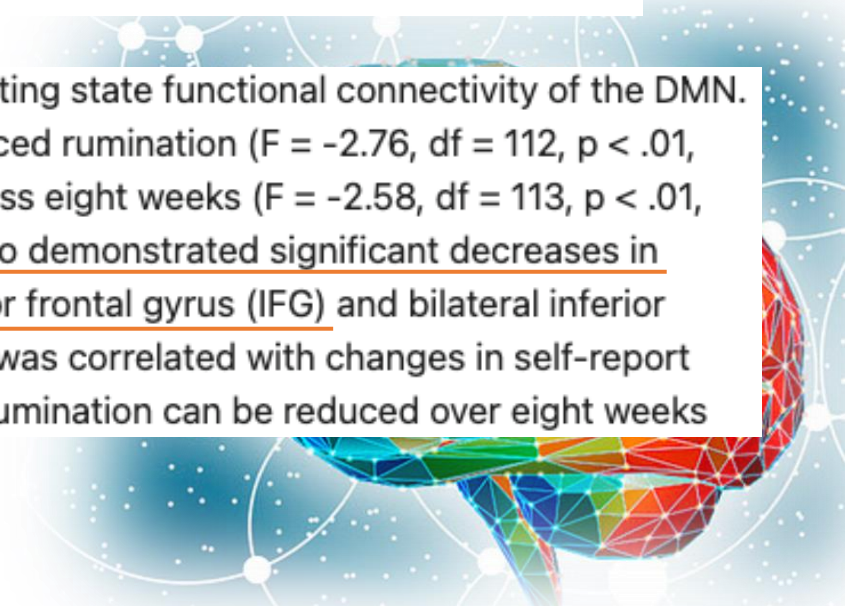 ting state functional connectivity of the DMN.
ced rumination (F = -2.76, df = 112, p < .01,
ss eight weeks (F = -2.58, df = 113, p < .01,
o demonstrated significant decreases in
or frontal gyrus (IFG) and bilateral inferior
was correlated with changes in self-report
umination can be reduced over eight weeks